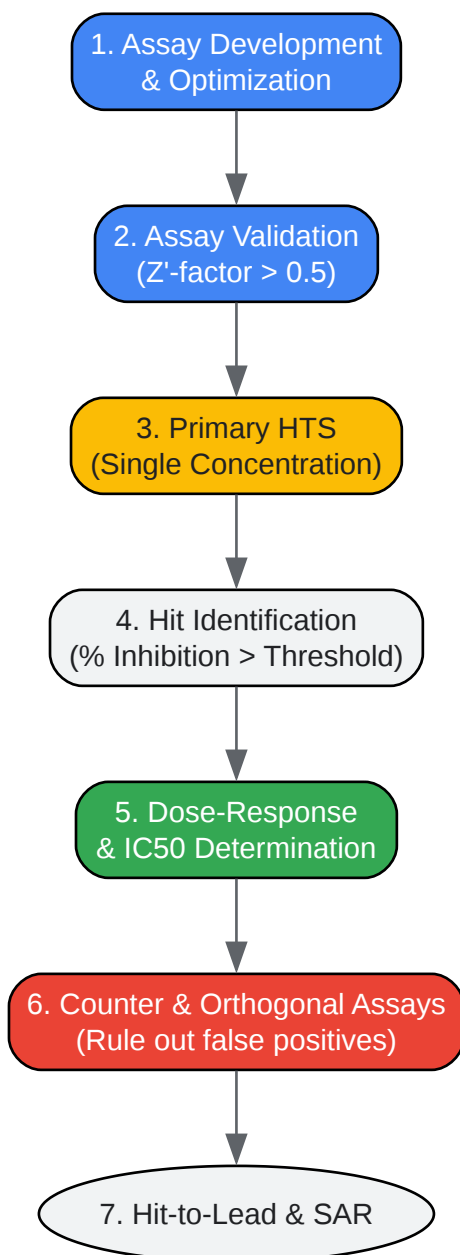 1. Assay Development
& Optimization
2. Assay Validation
(Z'-factor > 0.5)
3. Primary HTS
(Single Concentration)
4. Hit Identification
(% Inhibition > Threshold)
5. Dose-Response
& IC50 Determination
6. Counter & Orthogonal Assays
(Rule out false positives)
7. Hit-to-Lead & SAR